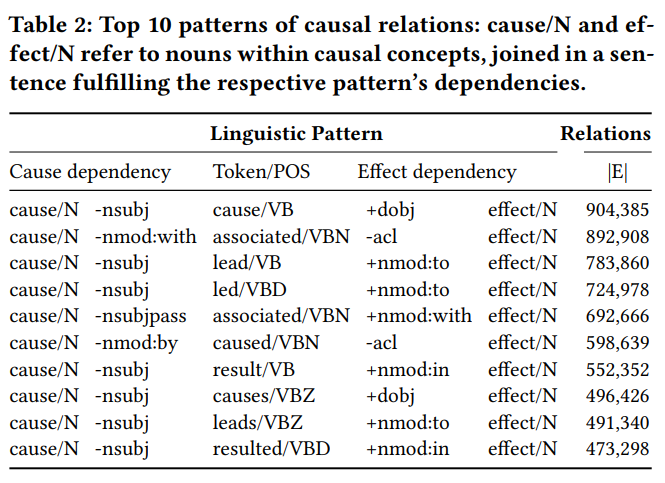 Table 2: Top 10 patterns of causal relations: cause/N and ef-
fect/N refer to nouns within causal concepts, joined in a sen-
tence fulfilling the respective pattern's dependencies.
Linguistic Pattern Relations
Cause dependency Token/POS Effect dependency |E|
cause/N -nsubj cause/VB +dobj effect/N 904,385
cause/N -nmod:with associated/VBN -acl effect/N 892,908
cause/N -nsubj lead/VB +nmod:to effect/N 783,860
cause/N -nsubj led/VBD +nmod:to effect/N 724,978
cause/N -nsubjpass associated/VBN +nmod:with effect/N 692,666
cause/N -nmod:by caused/VBN -acl effect/N 598,639
cause/N -nsubj result/VB +nmod:in effect/N 552,352
cause/N -nsubj causes/VBZ +dobj effect/N 496,426
cause/N -nsubj leads/VBZ +nmod:to effect/N 491,340
cause/N -nsubj resulted/VBD +nmod:in effect/N 473,298